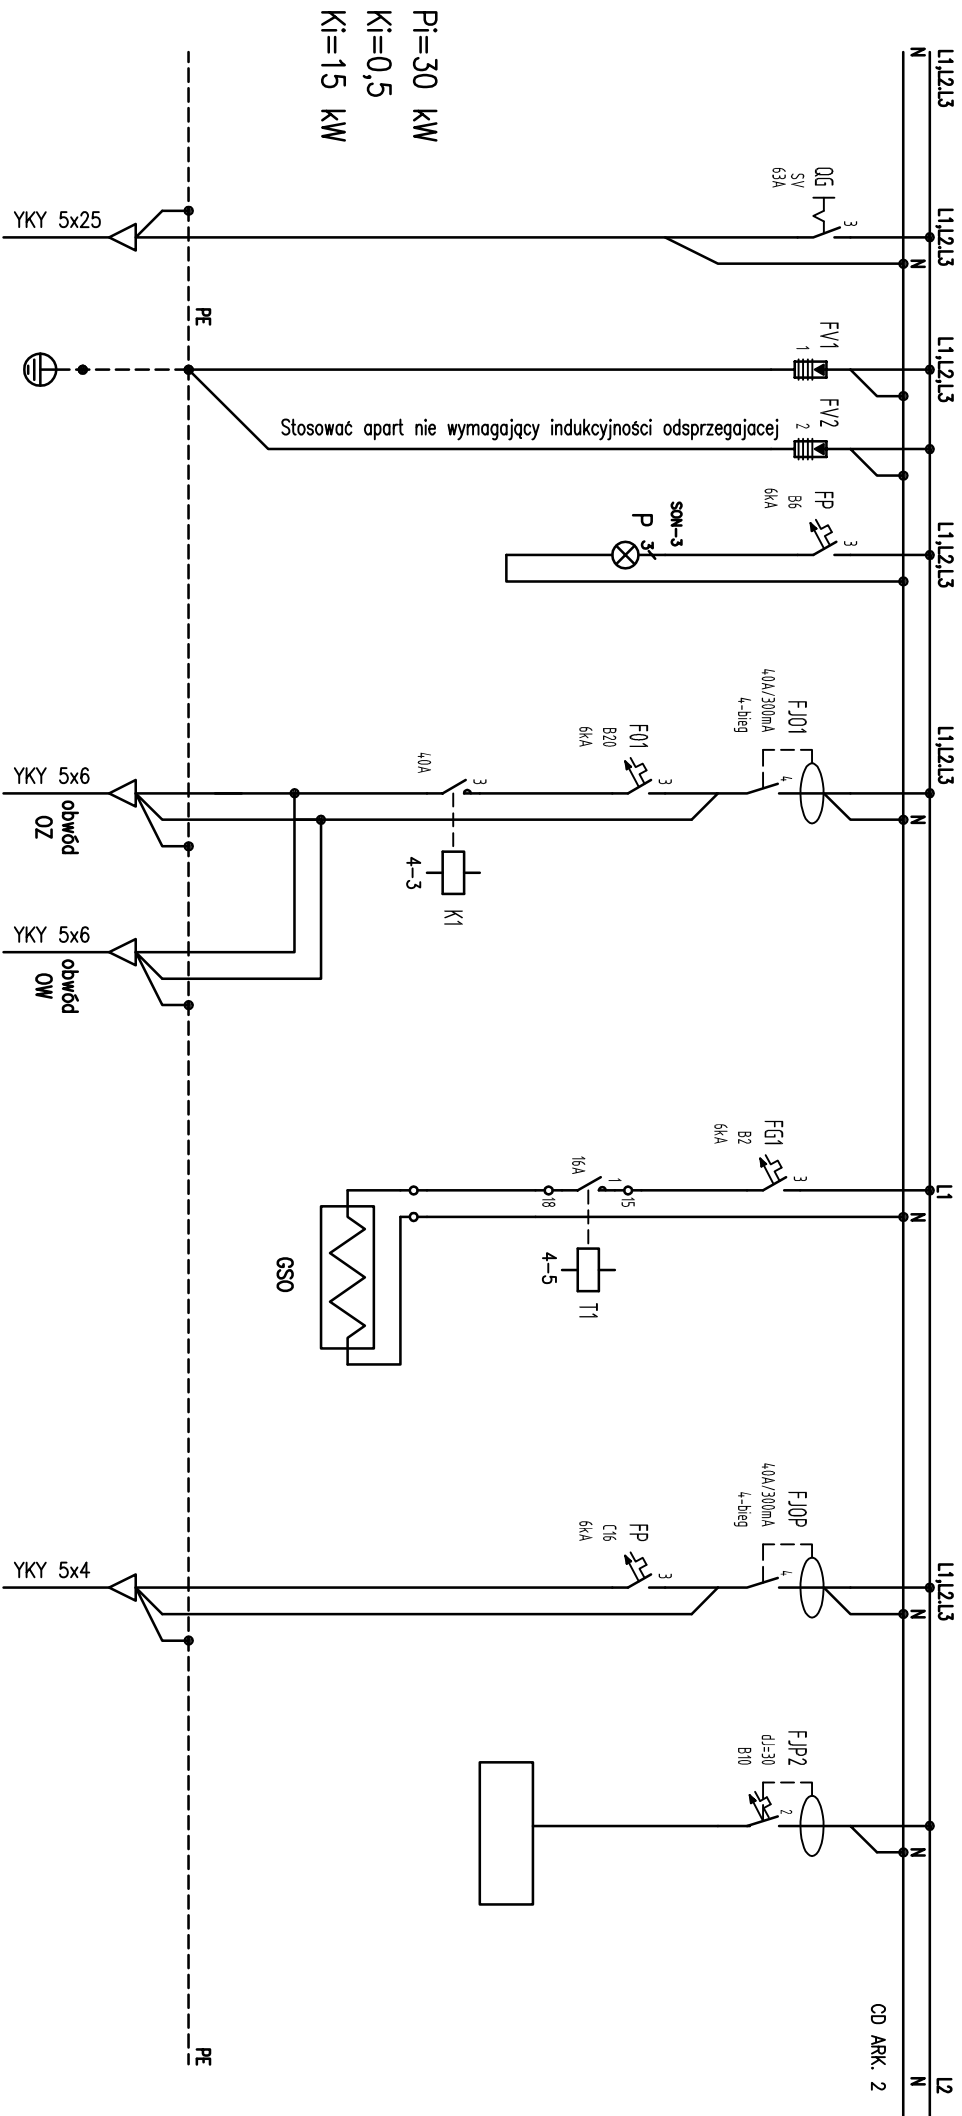 L1,L2.L3
N
Pi=30 kW
Ki=0,5
Ki=15 kW
L1,L2.L3
N
QG
SV
63A
3
YKY 5x25
PE
L1,L2,L3
FV1
1
FV2
2
Stosować apart nie wymagający indukcyjności odsprzegajacej
L1,L2,L3
FP
B6
6kA
3
SON-3
P
3
L1,L2.L3
N
FJ01
40A/300mA
4-bieg
4
F01
B20
6kA
3
40A
3
4-3
K1
YKY 5x6
obwód
OZ
YKY 5x6
obwód
OW
L1
N
FG1
B2
6kA
3
15
1
16A
18
4-5
T1
GSO
L1,L2.L3
N
FJ0P
40A/300mA
4-bieg
4
FP
C16
6kA
3
YKY 5x4
N
FJP2
dJ=30
B10
2
CD ARK. 2
L2
N
PE